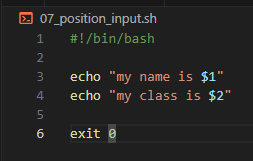 07_position_input.sh
1 #!/bin/bash
2
3 echo "my name is $1"
4 echo "my class is $2"
5
6 exit 0